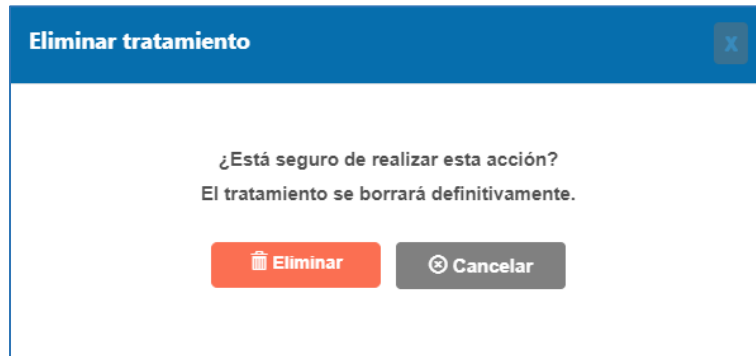 Eliminar tratamiento
X
¿Está seguro de realizar esta acción?
El tratamiento se borrará definitivamente.
Eliminar
Cancelar